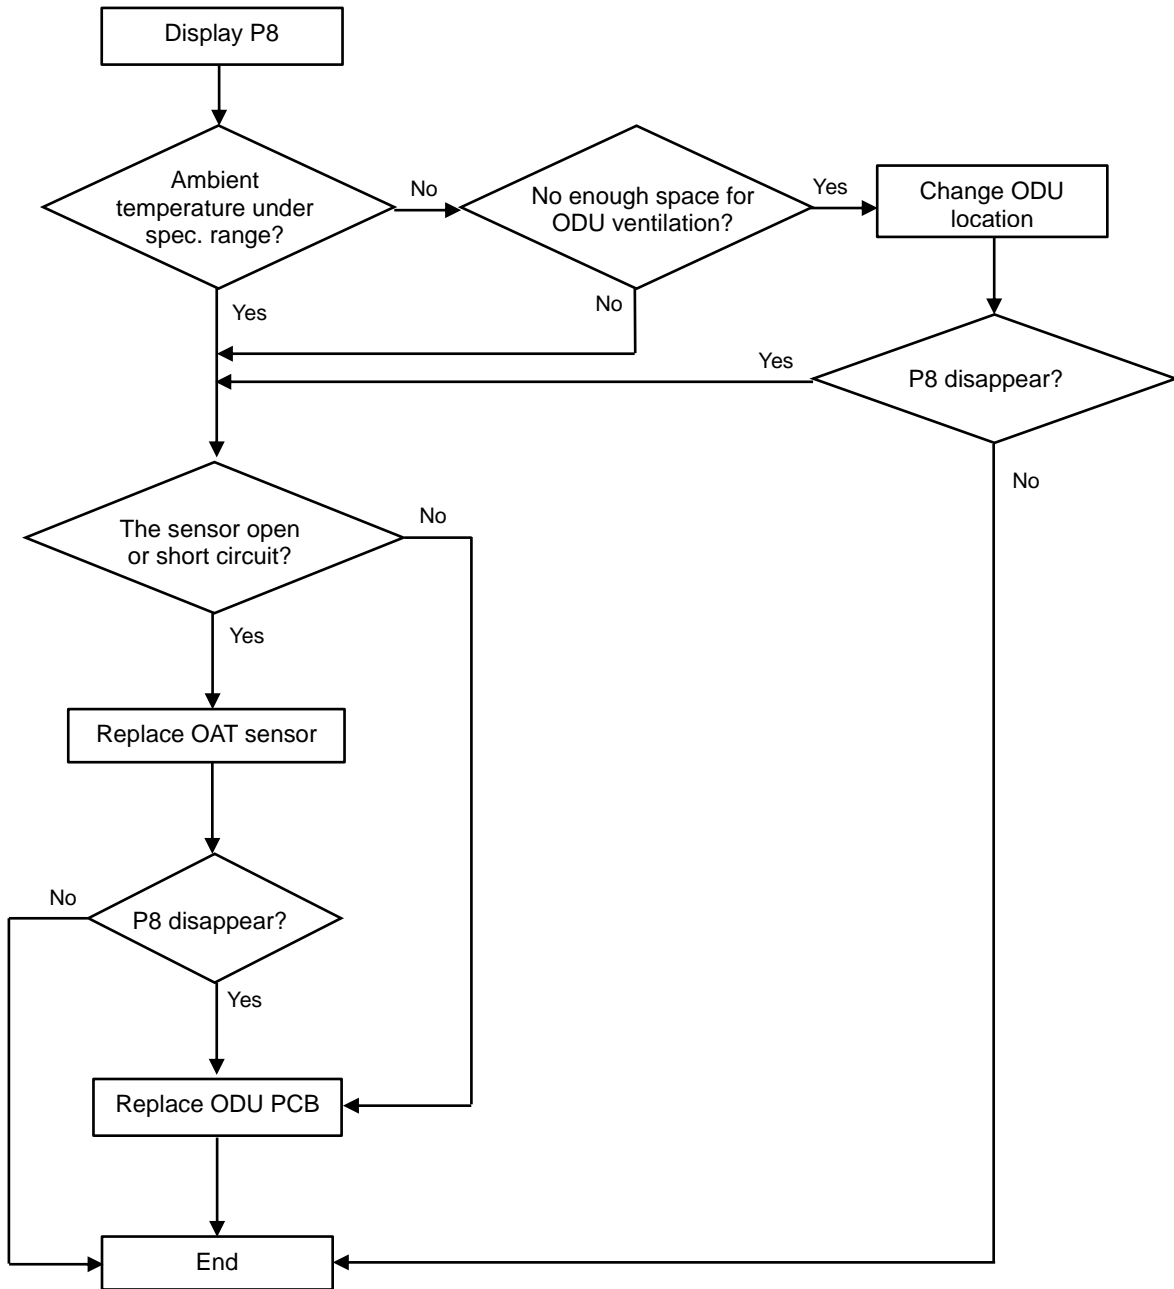 Display P8
Ambient
temperature under
spec. range?
No
No enough space for
ODU ventilation?
Yes
Change ODU
location
Yes
No
Yes
P8 disappear?
No
The sensor open
or short circuit?
No
Yes
Replace OAT sensor
No
P8 disappear?
Yes
Replace ODU PCB
End